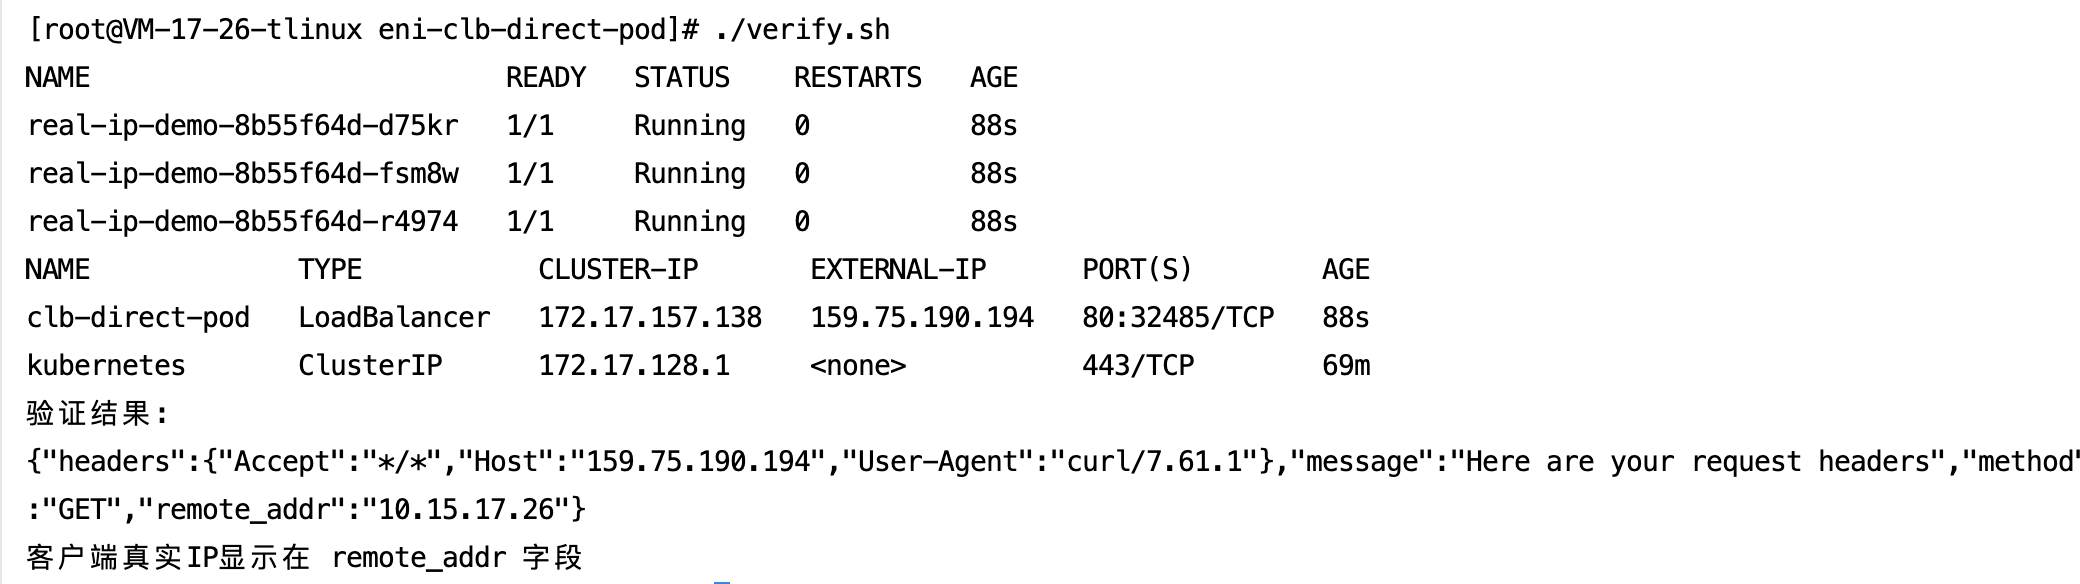 [root@VM-17-26-tlinux eni-clb-direct-pod]# ./verify.sh
NAME                          READY   STATUS    RESTARTS   AGE
real-ip-demo-8b55f64d-d75kr   1/1     Running   0          88s
real-ip-demo-8b55f64d-fsm8w   1/1     Running   0          88s
real-ip-demo-8b55f64d-r4974   1/1     Running   0          88s
NAME             TYPE           CLUSTER-IP       EXTERNAL-IP      PORT(S)        AGE
clb-direct-pod   LoadBalancer   172.17.157.138   159.75.190.194   80:32485/TCP   88s
kubernetes       ClusterIP      172.17.128.1     <none>           443/TCP        69m
验证结果:
{"headers":{"Accept":"*/*","Host":"159.75.190.194","User-Agent":"curl/7.61.1"},"message":"Here are your request headers","method"
:"GET","remote_addr":"10.15.17.26"}
客户端真实IP显示在 remote_addr 字段